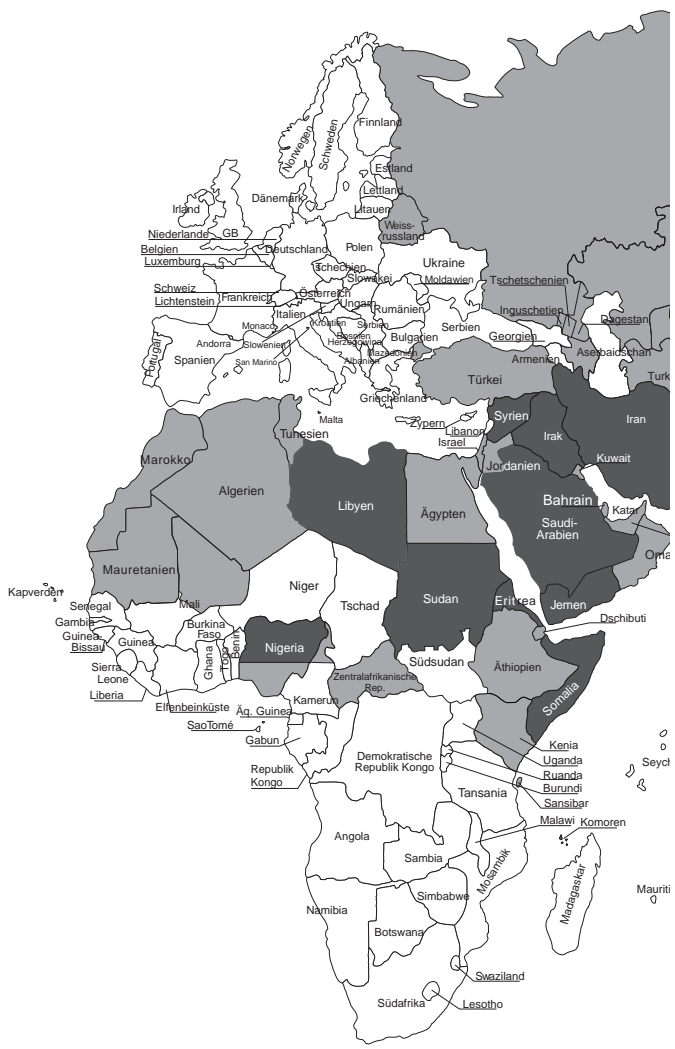 Finnland
Norwegen
Schweden
Estland
Lettland
Dänemark
Litauen
Irland
Weiss-
russland
Niederlande
GB
Belgien
Deutschland
Polen
Luxemburg
Ukraine
Tschechien
Slowakei
Moldawien
Tschetschenien
Schweiz
Österreich
Liechtenstein
Frankreich
Ungarn
Rumänien
Inguschetien
Italien
Dagestan
Monaco
Kroatien
Serbien
Serbien
Bosnien
Herzegowina
Bulgarien
Georgien
Portugal
Andorra
Slowenien
Mazedonien
Armenien
Aserbaidschan
Spanien
San Marino
Albanien
Türkei
Turk
Griechenland
Malta
Zypern
Syrien
Iran
Tunesien
Libanon
Israel
Irak
Marokko
Jordanien
Kuwait
Algerien
Libyen
Ägypten
Bahrain
Katar
Saudi-
Arabien
Oma
Mauretanien
Niger
Kapverden
Senegal
Mali
Tschad
Sudan
Eritrea
Jemen
Gambia
Burkina
Faso
Dschibuti
Guinea-
Bissau
Guinea
Ghana
Togo
Benin
Nigeria
Südsudan
Äthiopien
Sierra
Leone
Zentralafrikanische
Rep.
Liberia
Elfenbeinküste
Äq. Guinea
Kamerun
Somalia
SaoTomé
Gabun
Kenia
Demokratische
Republik Kongo
Uganda
Republik
Kongo
Ruanda
Burundi
Seych
Tansania
Sansibar
Angola
Malawi
Komoren
Sambia
Mosambik
Madagaskar
Simbabwe
Mauriti
Namibia
Botswana
Swaziland
Südafrika
Lesotho